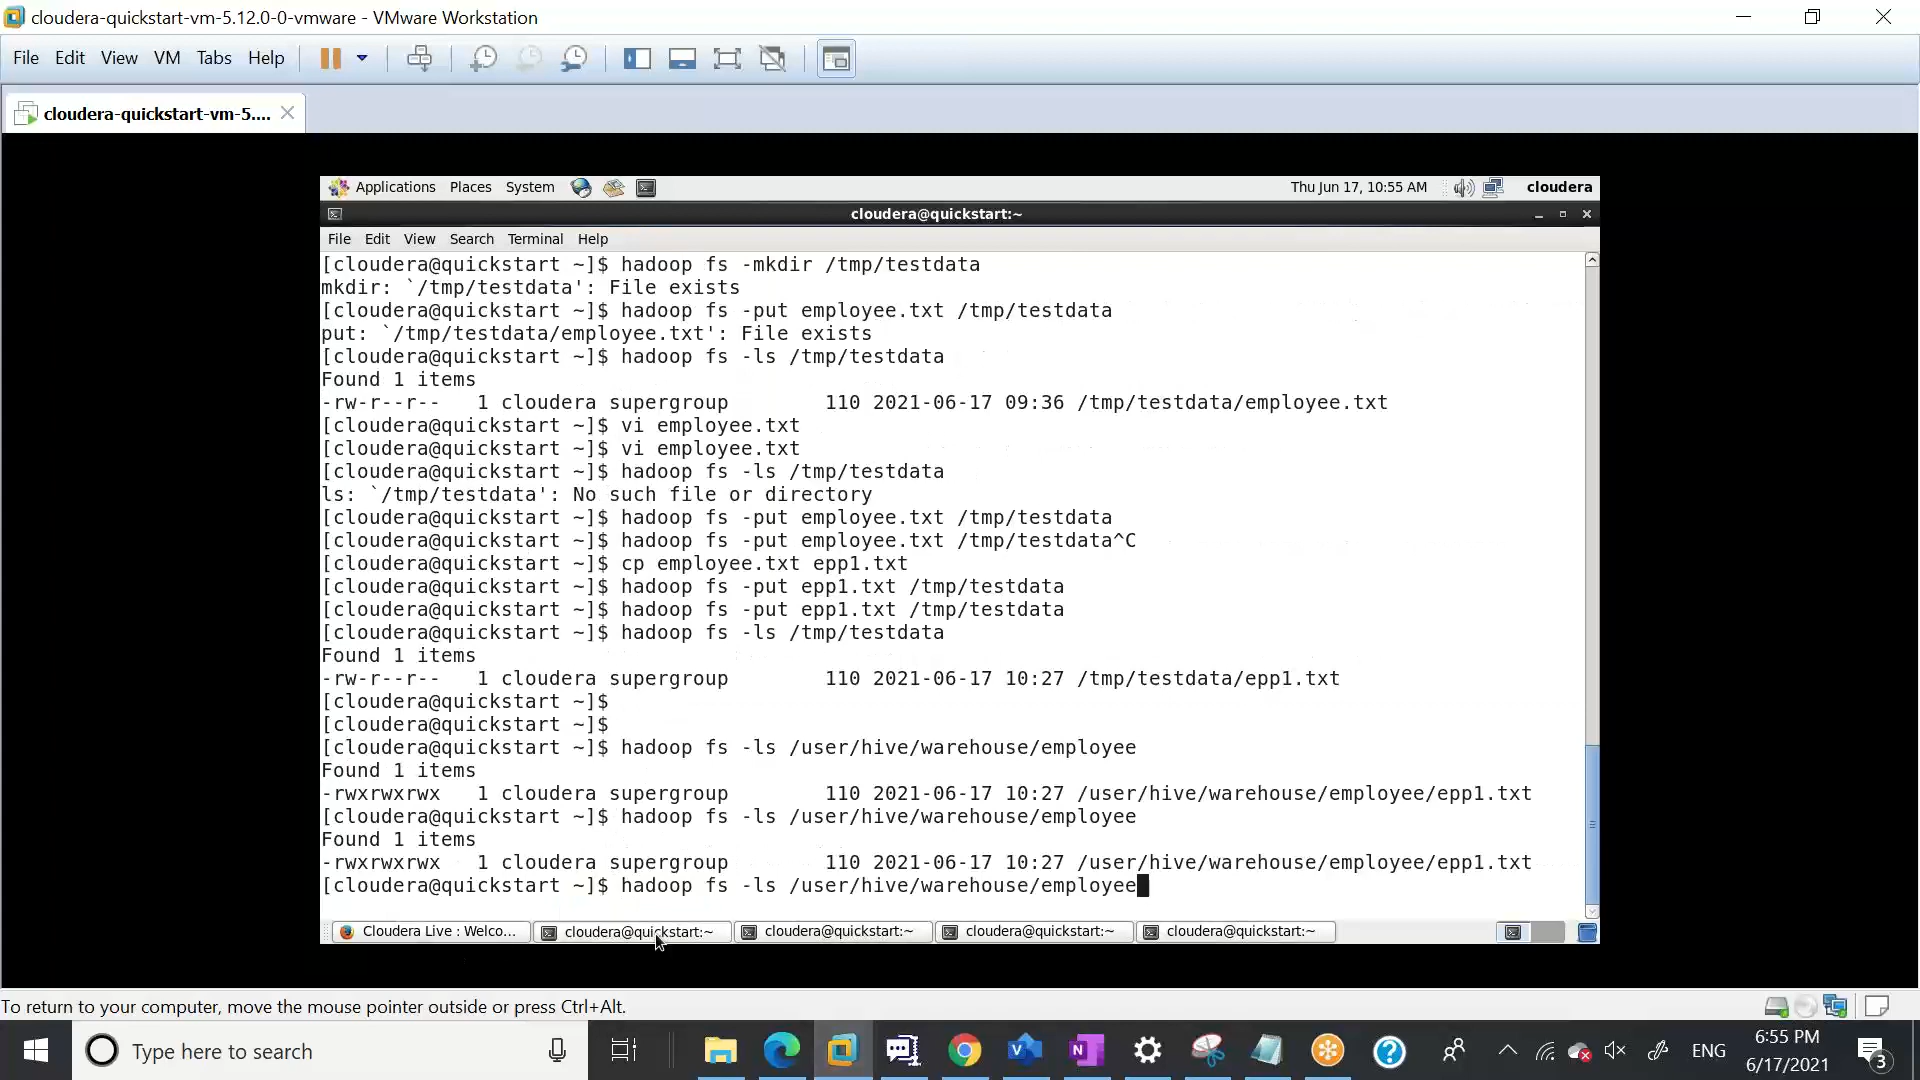 cloudera-quickstart-vm-5.12.0-0-vmware - VMware Workstation
File Edit View VM Tabs Help
cloudera-quickstart-vm-5....
Applications Places System Thu Jun 17, 10:55 AM cloudera
cloudera@quickstart:~
File Edit View Search Terminal Help
[cloudera@quickstart ~]$ hadoop fs -mkdir /tmp/testdata
mkdir: `/tmp/testdata': File exists
[cloudera@quickstart ~]$ hadoop fs -put employee.txt /tmp/testdata
put: `/tmp/testdata/employee.txt': File exists
[cloudera@quickstart ~]$ hadoop fs -ls /tmp/testdata
Found 1 items
-rw-r--r--   1 cloudera supergroup        110 2021-06-17 09:36 /tmp/testdata/employee.txt
[cloudera@quickstart ~]$ vi employee.txt
[cloudera@quickstart ~]$ vi employee.txt
[cloudera@quickstart ~]$ hadoop fs -ls /tmp/testdata
ls: `/tmp/testdata': No such file or directory
[cloudera@quickstart ~]$ hadoop fs -put employee.txt /tmp/testdata
[cloudera@quickstart ~]$ hadoop fs -put employee.txt /tmp/testdata^C
[cloudera@quickstart ~]$ cp employee.txt epp1.txt
[cloudera@quickstart ~]$ hadoop fs -put epp1.txt /tmp/testdata
[cloudera@quickstart ~]$ hadoop fs -put epp1.txt /tmp/testdata
[cloudera@quickstart ~]$ hadoop fs -ls /tmp/testdata
Found 1 items
-rw-r--r--   1 cloudera supergroup        110 2021-06-17 10:27 /tmp/testdata/epp1.txt
[cloudera@quickstart ~]$
[cloudera@quickstart ~]$
[cloudera@quickstart ~]$ hadoop fs -ls /user/hive/warehouse/employee
Found 1 items
-rwxrwxrwx   1 cloudera supergroup        110 2021-06-17 10:27 /user/hive/warehouse/employee/epp1.txt
[cloudera@quickstart ~]$ hadoop fs -ls /user/hive/warehouse/employee
Found 1 items
-rwxrwxrwx   1 cloudera supergroup        110 2021-06-17 10:27 /user/hive/warehouse/employee/epp1.txt
[cloudera@quickstart ~]$ hadoop fs -ls /user/hive/warehouse/employee
Cloudera Live : Welco... cloudera@quickstart:~ cloudera@quickstart:~ cloudera@quickstart:~ cloudera@quickstart:~
To return to your computer, move the mouse pointer outside or press Ctrl+Alt.
Type here to search ENG 6:55 PM
6/17/2021 3